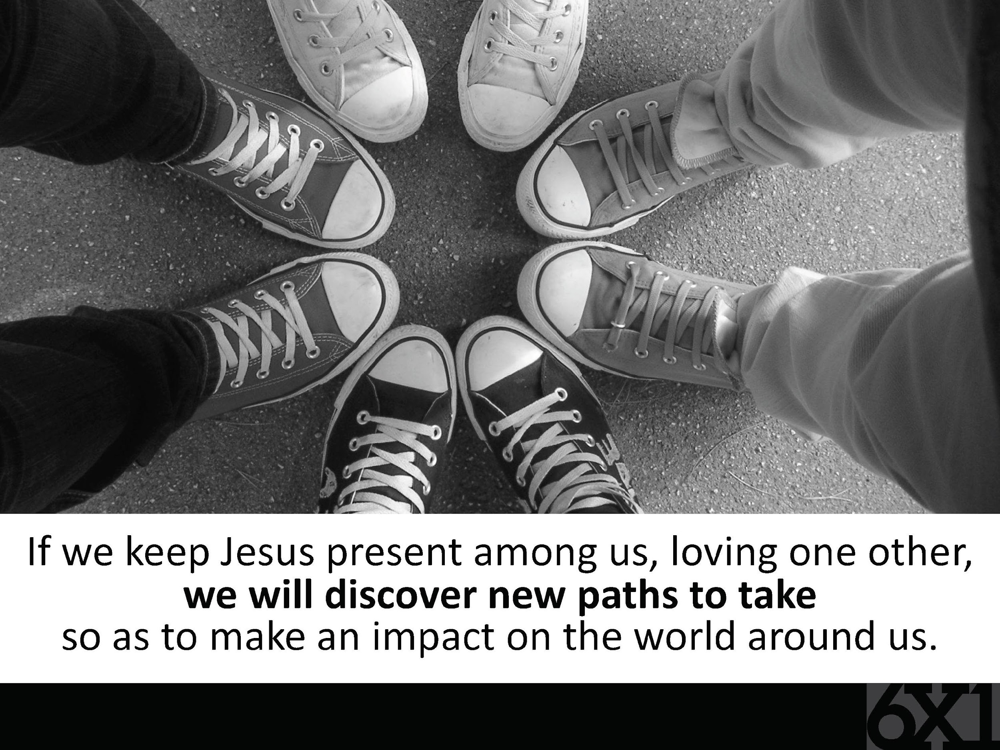 If we keep Jesus present among us, loving one other,
we will discover new paths to take
so as to make an impact on the world around us.
6x1